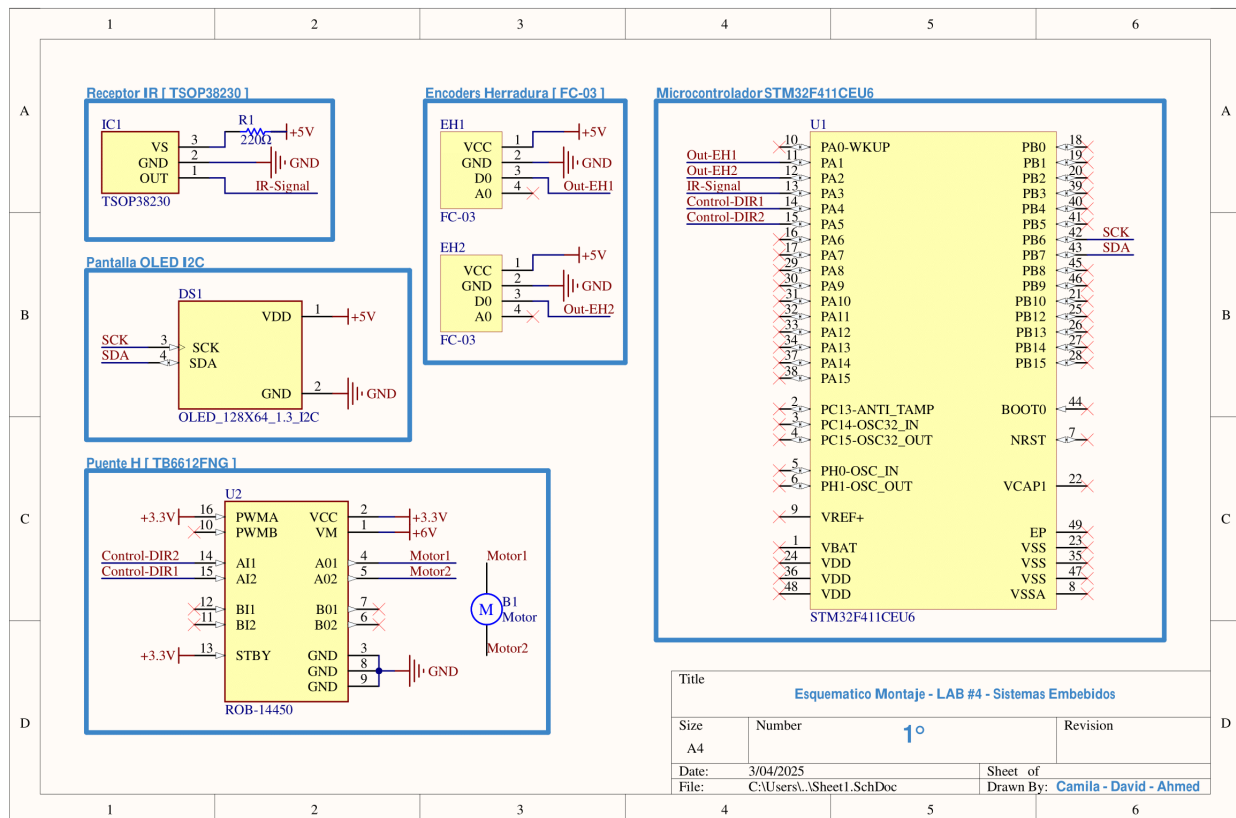 1 2 3 4 5 6
A A
B B
C C
D D
Receptor IR [ TSOP38230 ]
IC1
R1
220Ω
+5V
VS 3
GND 2
GND
OUT 1
IR-Signal
TSOP38230
Encoders Herradura [ FC-03 ]
EH1
VCC 1
+5V
GND 2
GND
D0 3
Out-EH1
A0 4
FC-03
EH2
VCC 1
+5V
GND 2
GND
D0 3
Out-EH2
A0 4
FC-03
Pantalla OLED I2C
DS1
VDD 1 +5V
SCK 3 SCK
SDA 4 SDA
GND 2 GND
OLED_128X64_1.3_I2C
Puente H [ TB6612FNG ]
U2
+3.3V 16 PWMA
10 PWMB
Control-DIR2 14 AI1
Control-DIR1 15 AI2
12 BI1
11 BI2
+3.3V 13 STBY
VCC 2 +3.3V
VM 1 +6V
A01 4 Motor1
A02 5 Motor2
B01 7
B02 6
GND 3
GND 8 GND
GND 9
ROB-14450
Motor1
M
B1
Motor
Motor2
Microcontrolador STM32F411CEU6
U1
10 PA0-WKUP
Out-EH1 11 PA1
Out-EH2 12 PA2
IR-Signal 13 PA3
Control-DIR1 14 PA4
Control-DIR2 15 PA5
16 PA6
17 PA7
29 PA8
30 PA9
31 PA10
32 PA11
33 PA12
34 PA13
37 PA14
38 PA15
2 PC13-ANTI_TAMP
3 PC14-OSC32_IN
4 PC15-OSC32_OUT
5 PH0-OSC_IN
6 PH1-OSC_OUT
9 VREF+
1 VBAT
24 VDD
36 VDD
48 VDD
PB0 18
PB1 19
PB2 20
PB3 39
PB4 40
PB5 41
PB6 42 SCK
PB7 43 SDA
PB8 45
PB9 46
PB10 21
PB12 25
PB13 26
PB14 27
PB15 28
BOOT0 44
NRST 7
VCAP1 22
EP 49
VSS 23
VSS 35
VSS 47
VSSA 8
STM32F411CEU6
Title
Esquematico Montaje - LAB #4 - Sistemas Embebidos
Size
A4
Number
1°
Revision
Date: 3/04/2025
Sheet of
File: C:\Users\..\Sheet1.SchDoc
Drawn By: Camila - David - Ahmed
1 2 3 4 5 6